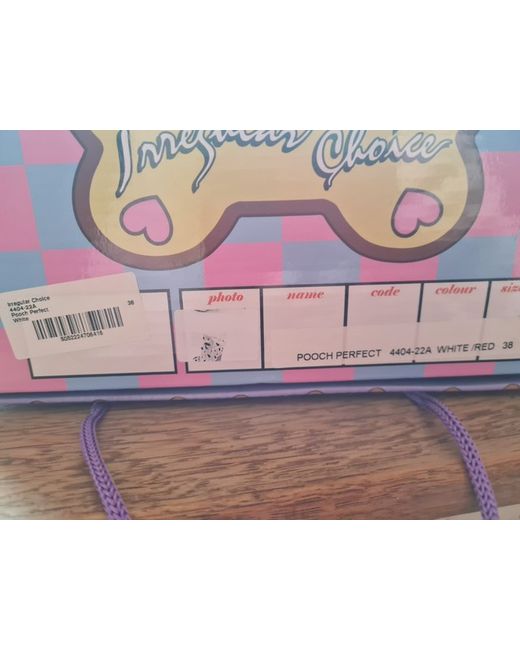 Irregular Choice
Irregular Choice
4404-22A 38
Pooch Perfect
White
5052224706415
photo name code colour size
POOCH PERFECT 4404-22A WHITE /RED 38